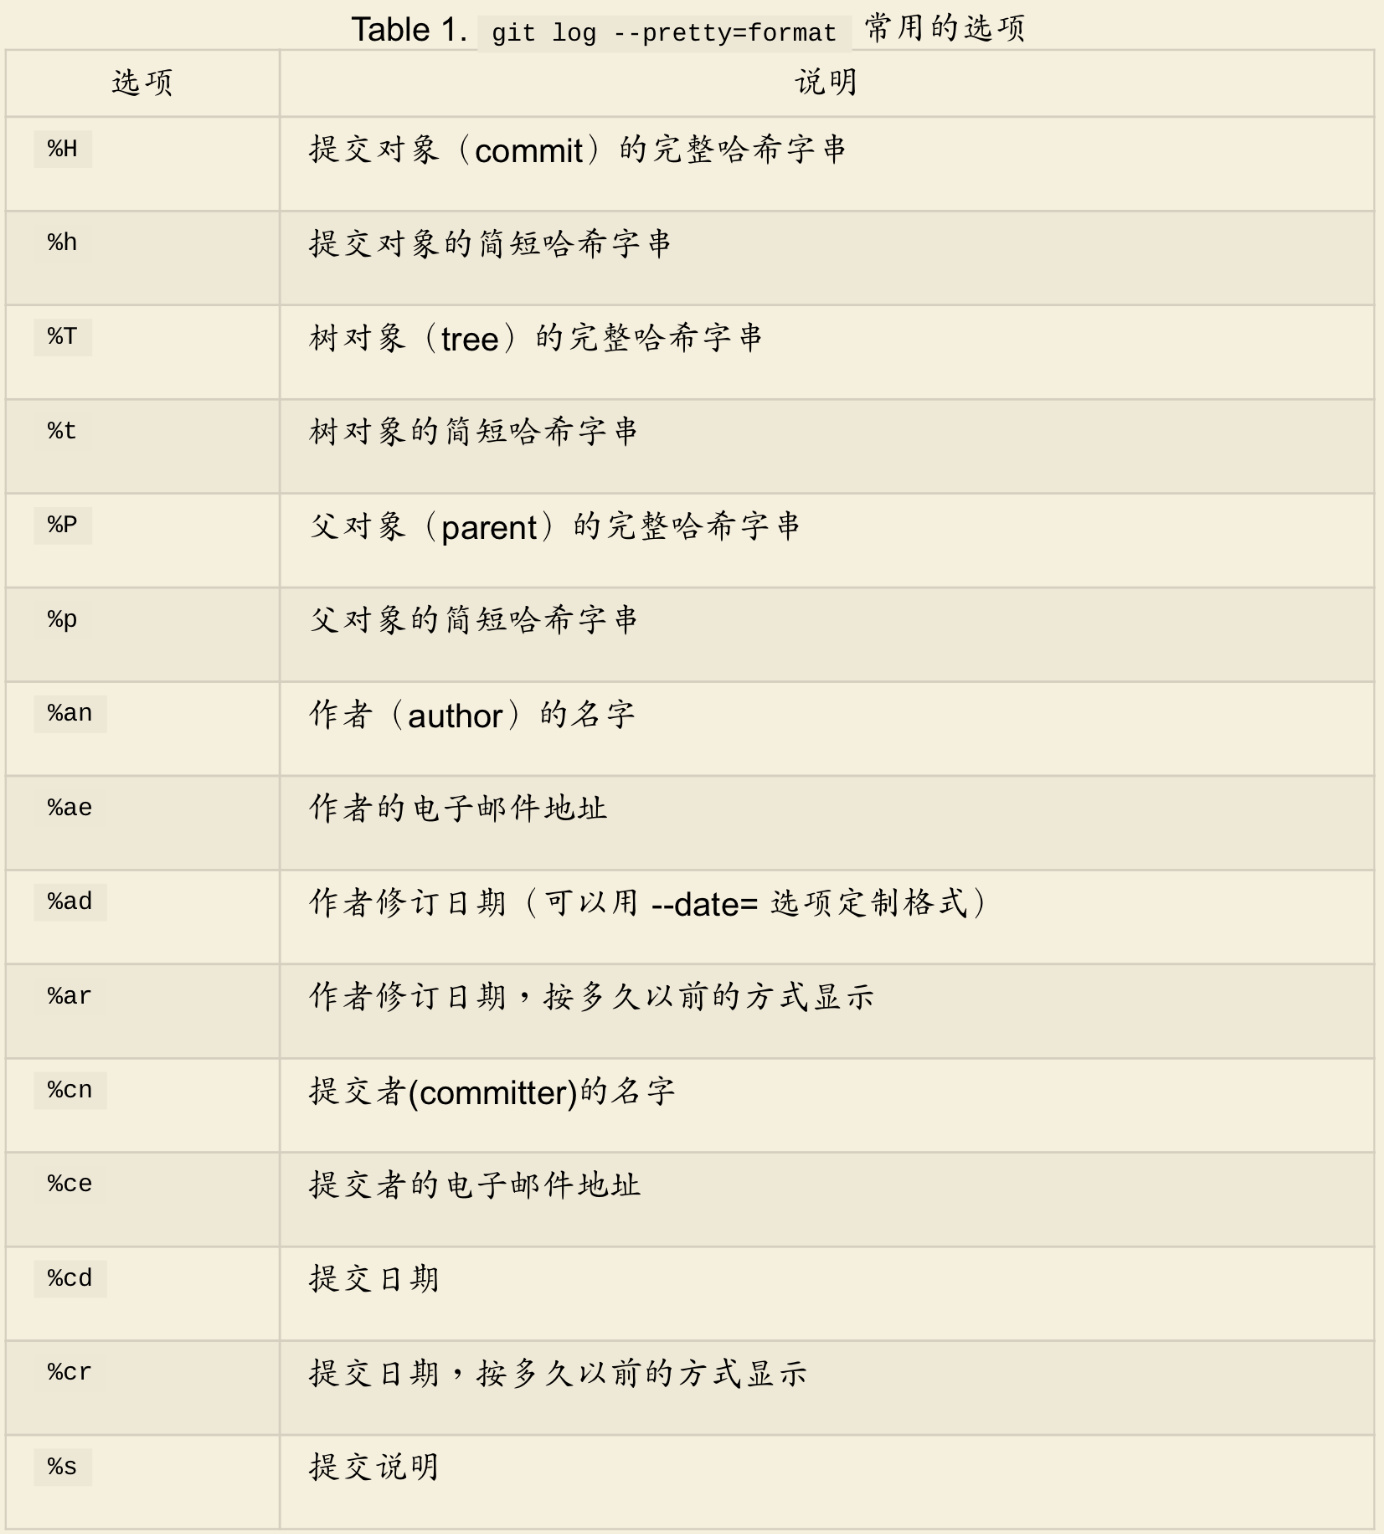 Table 1. git log --pretty=format 常用的选项
选项 说明
%H 提交对象（commit）的完整哈希字串
%h 提交对象的简短哈希字串
%T 树对象（tree）的完整哈希字串
%t 树对象的简短哈希字串
%P 父对象（parent）的完整哈希字串
%p 父对象的简短哈希字串
%an 作者（author）的名字
%ae 作者的电子邮件地址
%ad 作者修订日期（可以用 --date= 选项定制格式）
%ar 作者修订日期，按多久以前的方式显示
%cn 提交者(committer)的名字
%ce 提交者的电子邮件地址
%cd 提交日期
%cr 提交日期，按多久以前的方式显示
%s 提交说明